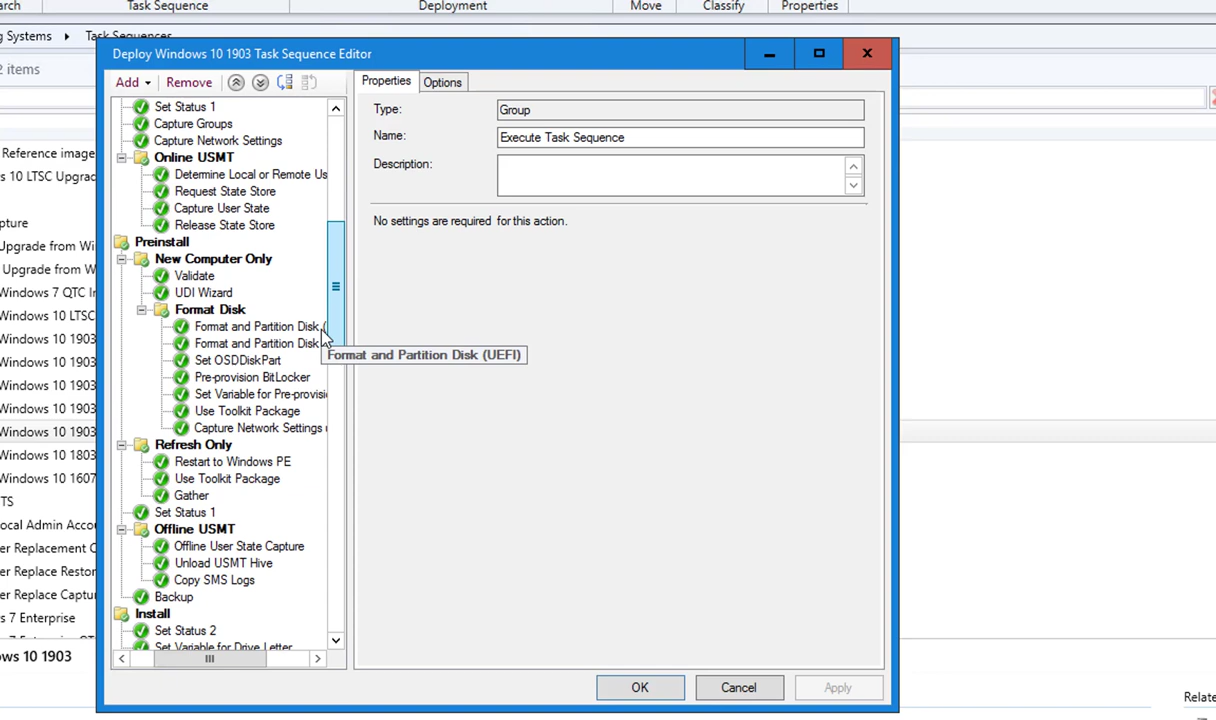 arch
Task Sequence
Deployment
Move
Classify
Properties
g Systems
Task Sequences
2 items
Deploy Windows 10 1903 Task Sequence Editor
Add
Remove
Properties
Options
Type:
Group
Name:
Execute Task Sequence
Description:
No settings are required for this action.
Set Status 1
Capture Groups
Capture Network Settings
Online USMT
Determine Local or Remote Us
Request State Store
Capture User State
Release State Store
Preinstall
New Computer Only
Validate
UDI Wizard
Format Disk
Format and Partition Disk (
Format and Partition Disk
Format and Partition Disk (UEFI)
Set OSDDiskPart
Pre-provision BitLocker
Set Variable for Pre-provisi
Use Toolkit Package
Capture Network Settings u
Refresh Only
Restart to Windows PE
Use Toolkit Package
Gather
Set Status 1
Offline USMT
Offline User State Capture
Unload USMT Hive
Copy SMS Logs
Backup
Install
Set Status 2
Set Variable for Drive Letter
OK
Cancel
Apply
Reference image
s 10 LTSC Upgrad
pture
Upgrade from Wi
Upgrade from W
Windows 7 QTC In
Windows 10 LTSC
Windows 10 1903
Windows 10 1903
Windows 10 1903
Windows 10 1903
Windows 10 1903
Windows 10 1803
Windows 10 1607
TS
ocal Admin Accou
er Replacement C
er Replace Restor
er Replace Captur
s 7 Enterprise
ows 10 1903
Relate